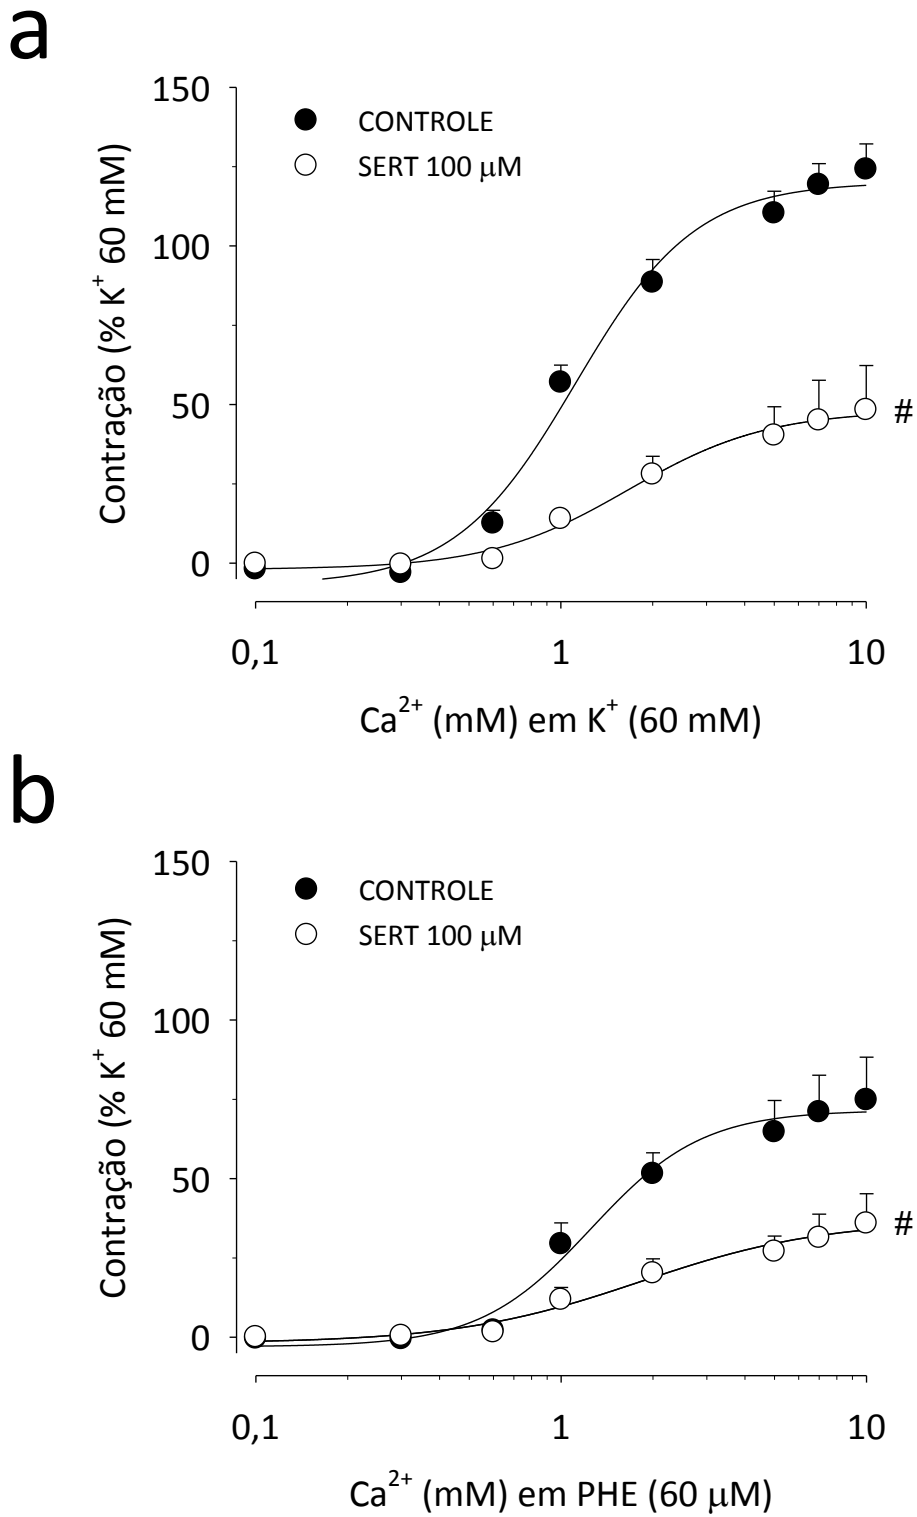 a
150
CONTROLE
SERT 100 μM
100
50
0
Contração (% K⁺ 60 mM)
#
0,1 1 10
Ca²⁺ (mM) em K⁺ (60 mM)
b
150
CONTROLE
SERT 100 μM
100
50
0
Contração (% K⁺ 60 mM)
#
0,1 1 10
Ca²⁺ (mM) em PHE (60 μM)